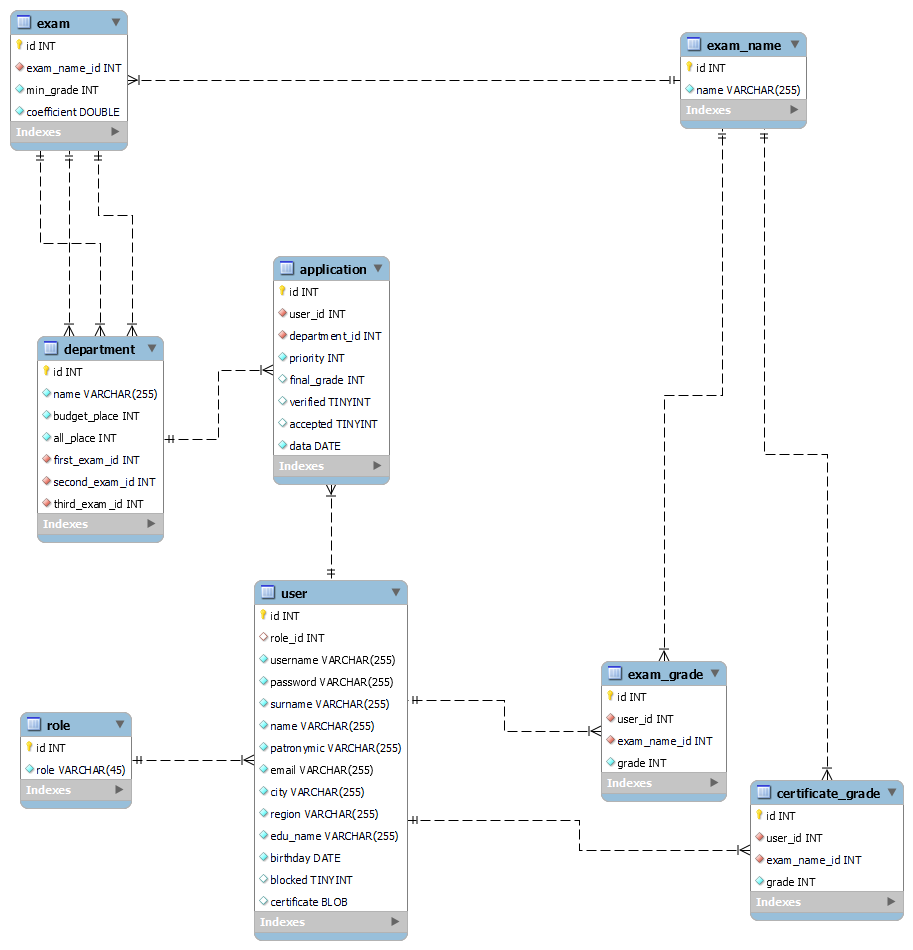 exam
id INT
exam_name_id INT
min_grade INT
coefficient DOUBLE
Indexes
exam_name
id INT
name VARCHAR(255)
Indexes
application
id INT
user_id INT
department_id INT
priority INT
final_grade INT
verified TINYINT
accepted TINYINT
data DATE
Indexes
department
id INT
name VARCHAR(255)
budget_place INT
all_place INT
first_exam_id INT
second_exam_id INT
third_exam_id INT
Indexes
user
id INT
role_id INT
username VARCHAR(255)
password VARCHAR(255)
surname VARCHAR(255)
name VARCHAR(255)
patronymic VARCHAR(255)
email VARCHAR(255)
city VARCHAR(255)
region VARCHAR(255)
edu_name VARCHAR(255)
birthday DATE
blocked TINYINT
certificate BLOB
Indexes
role
id INT
role VARCHAR(45)
Indexes
exam_grade
id INT
user_id INT
exam_name_id INT
grade INT
Indexes
certificate_grade
id INT
user_id INT
exam_name_id INT
grade INT
Indexes